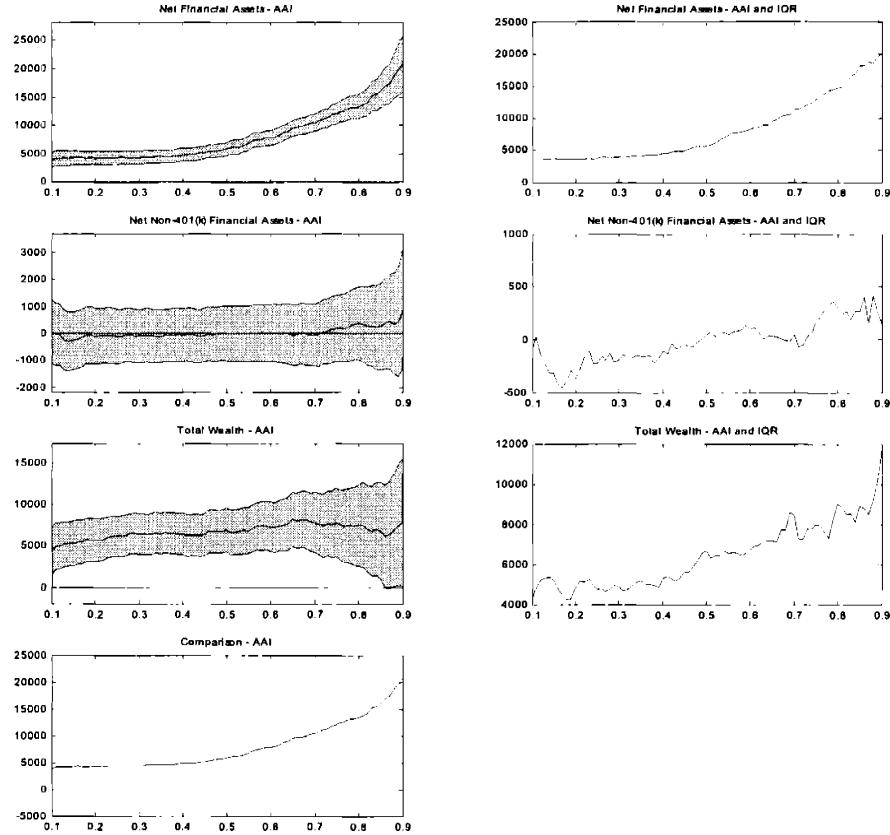 Net Financial Assets - AAI
25000
20000
15000
10000
5000
0
0.1 0.2 0.3 0.4 0.5 0.6 0.7 0.8 0.9
Net Financial Assets - AAI and IQR
25000
20000
15000
10000
5000
0
0.1 0.2 0.3 0.4 0.5 0.6 0.7 0.8 0.9
Net Non-401(k) Financial Assets - AAI
3000
2000
1000
0
-1000
-2000
0.1 0.2 0.3 0.4 0.5 0.6 0.7 0.8 0.9
Net Non-401(k) Financial Assets - AAI and IQR
1000
500
0
-500
0.1 0.2 0.3 0.4 0.5 0.6 0.7 0.8 0.9
Total Wealth - AAI
15000
10000
5000
0
0.1 0.2 0.3 0.4 0.5 0.6 0.7 0.8 0.9
Total Wealth - AAI and IQR
12000
10000
8000
6000
4000
0.1 0.2 0.3 0.4 0.5 0.6 0.7 0.8 0.9
Comparison - AAI
25000
20000
15000
10000
5000
0
-5000
0.1 0.2 0.3 0.4 0.5 0.6 0.7 0.8 0.9